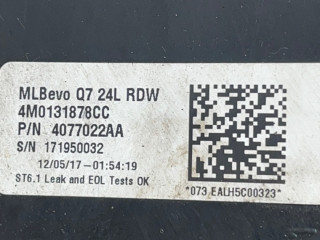 MLBevo Q7 24L RDW
4M0131878CC
P/N 4077022AA
S/N 171950032
12/05/17-01:54:19
ST6.1 Leak and EOL Tests OK
*073 EALH5C00323*